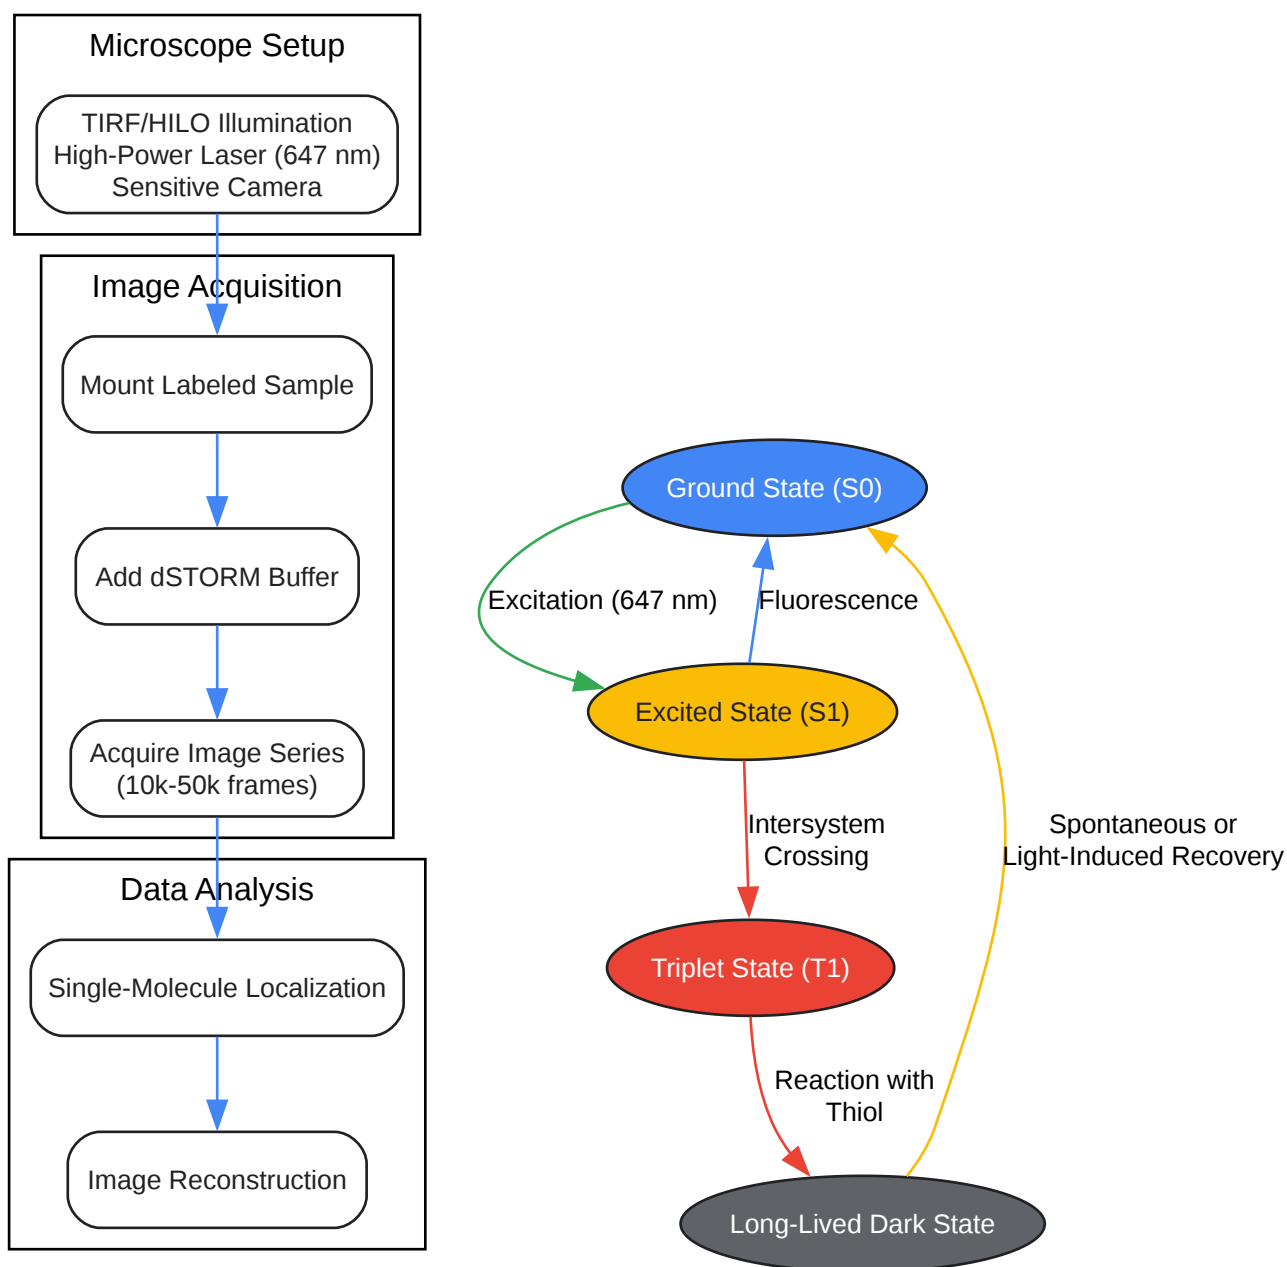 Microscope Setup
TIRF/HILO Illumination
High-Power Laser (647 nm)
Sensitive Camera
Image Acquisition
Mount Labeled Sample
Add dSTORM Buffer
Acquire Image Series
(10k-50k frames)
Data Analysis
Single-Molecule Localization
Image Reconstruction
Ground State (S0)
Excitation (647 nm)
Fluorescence
Excited State (S1)
Intersystem
Crossing
Spontaneous or
Light-Induced Recovery
Triplet State (T1)
Reaction with
Thiol
Long-Lived Dark State